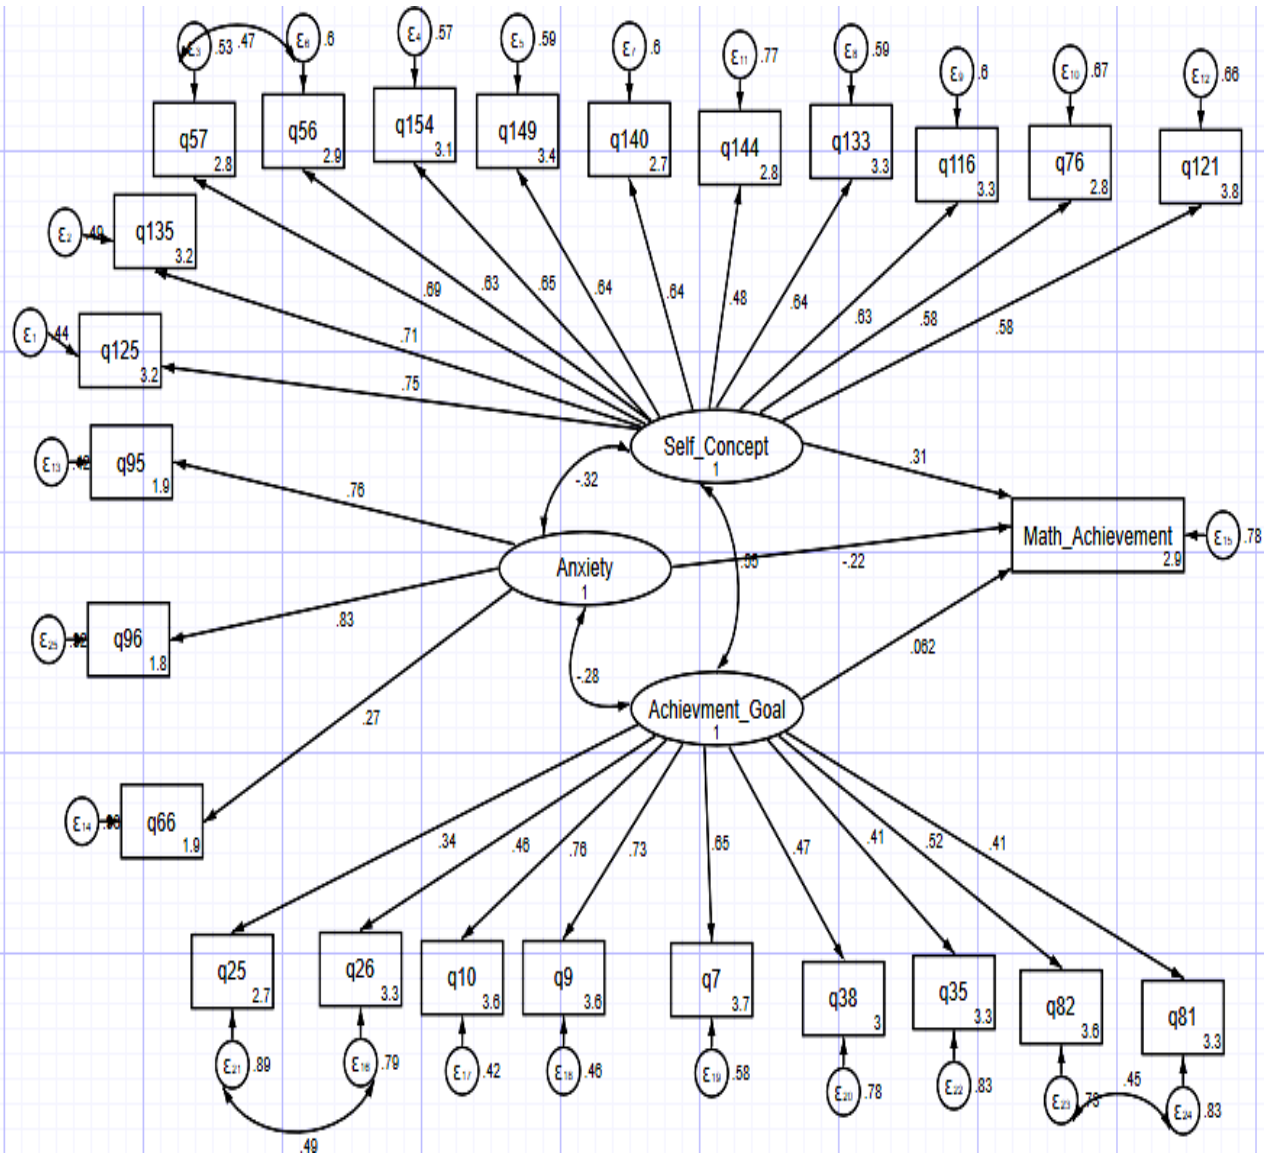 ε3 .53 .47 ε6 .6 ε4 .57 ε5 .59 ε7 .6 ε11 .77 ε8 .59 ε9 .6 ε10 .67 ε12 .66
q57 2.8 q56 2.9 q154 3.1 q149 3.4 q140 2.7 q144 2.8 q133 3.3 q116 3.3 q76 2.8 q121 3.8
ε2 .49 q135 3.2
.69 .63 .65 .64 .64 .48 .64 .63 .58 .58
ε1 .44 q125 3.2 .71
.75
Self_Concept
1
ε13 q95 1.9 .76 -.32 .31
Math_Achievement
2.9 ε15 .78
Anxiety
1
-.22
ε25 q96 1.8 .83 .062
-.28
Achievment_Goal
1
.27
ε14 q66 1.9
.34 .46 .76 .73 .65 .47 .41 .52 .41
q25 2.7 q26 3.3 q10 3.6 q9 3.6 q7 3.7 q38 3 q35 3.3 q82 3.6 q81 3.3
ε21 .89 ε16 .79 ε17 .42 ε18 .46 ε19 .58 ε20 .78 ε22 .83 ε23 .45 ε24 .83
.49